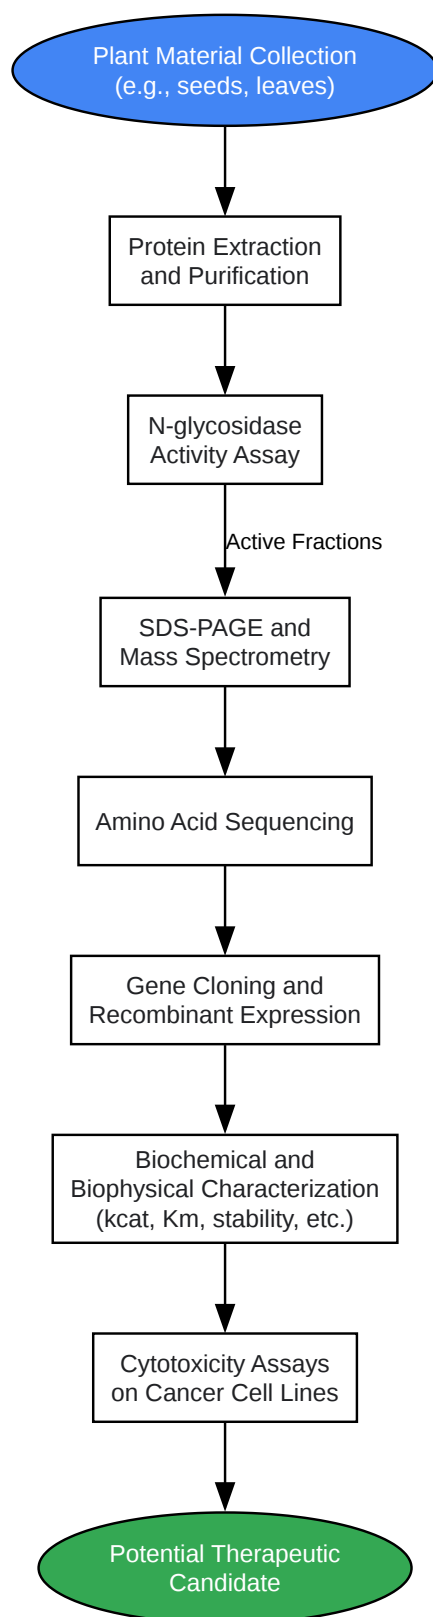 Plant Material Collection
(e.g., seeds, leaves)
Protein Extraction
and Purification
N-glycosidase
Activity Assay
Active Fractions
SDS-PAGE and
Mass Spectrometry
Amino Acid Sequencing
Gene Cloning and
Recombinant Expression
Biochemical and
Biophysical Characterization
(kcat, Km, stability, etc.)
Cytotoxicity Assays
on Cancer Cell Lines
Potential Therapeutic
Candidate